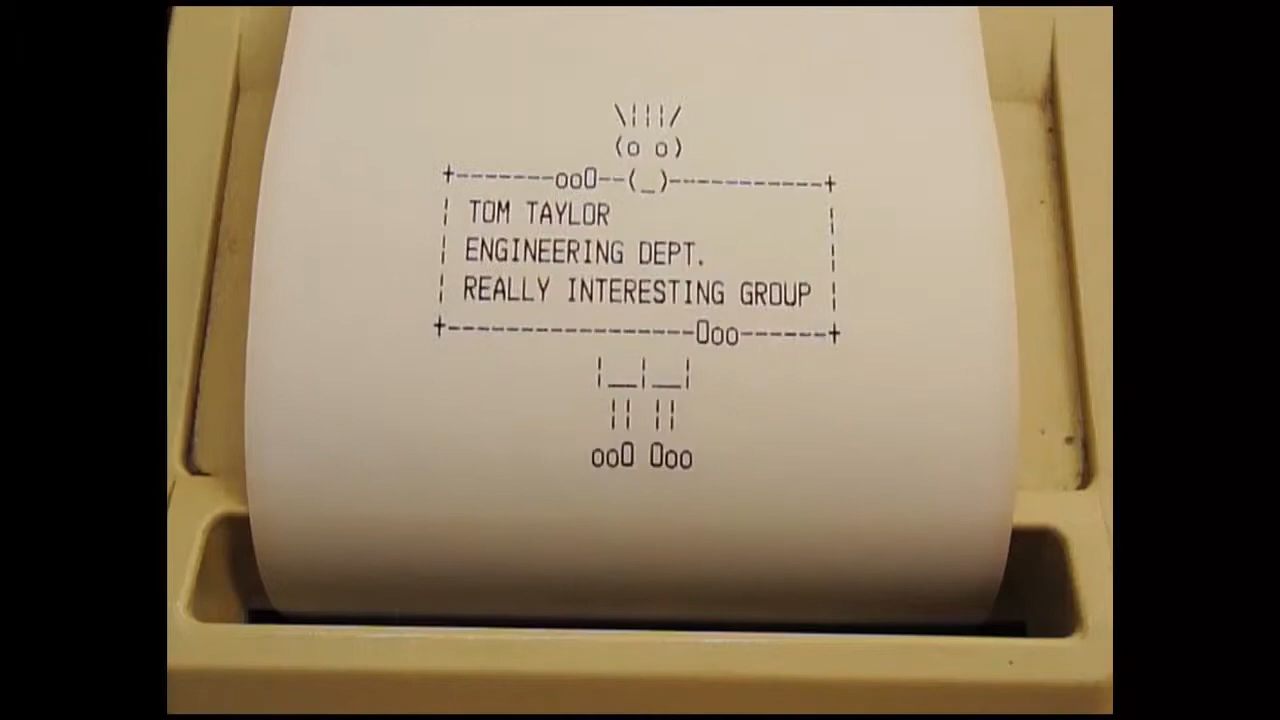 \|||/
(o o)
+-------ooO--(_)-----------+
| TOM TAYLOR |
| ENGINEERING DEPT. |
| REALLY INTERESTING GROUP |
+-----------------Ooo------+
|__|__|
|| ||
ooO Ooo